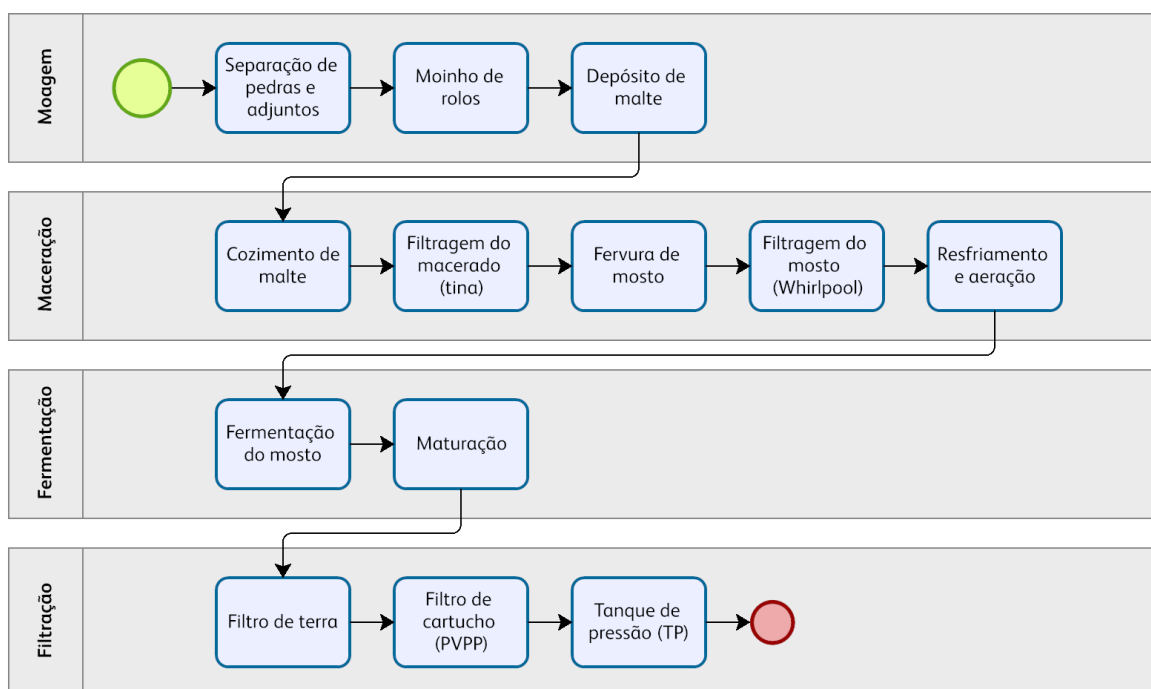 Moagem
Separação de
pedras e
adjuntos
Moinho de
rolos
Depósito de
malte
Maceração
Cozimento de
malte
Filtragem do
macerado
(tina)
Fervura de
mosto
Filtragem do
mosto
(Whirlpool)
Resfriamento
e aeração
Fermentação
Fermentação
do mosto
Maturação
Filtração
Filtro de terra
Filtro de
cartucho
(PVPP)
Tanque de
pressão (TP)